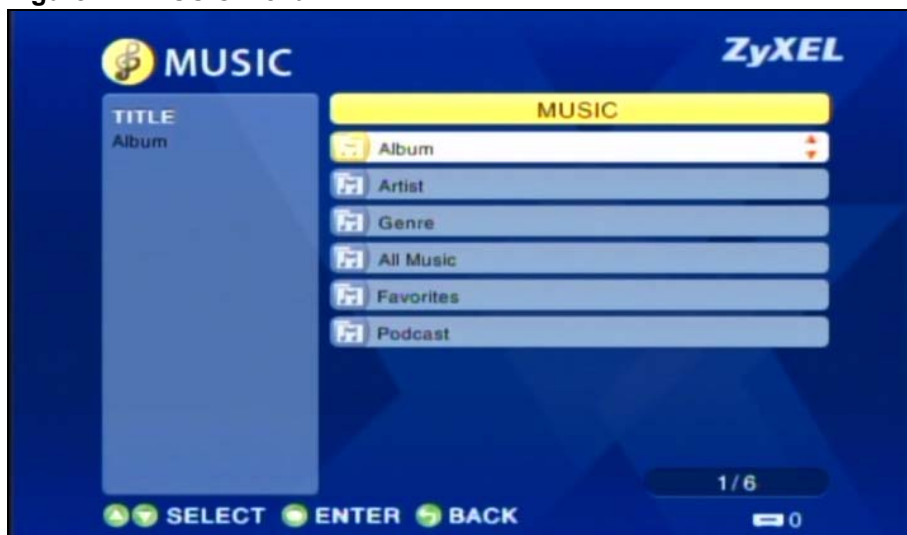 MUSIC
ZyXEL
TITLE
Album
MUSIC
Album
Artist
Genre
All Music
Favorites
Podcast
1/6
SELECT ENTER BACK
0